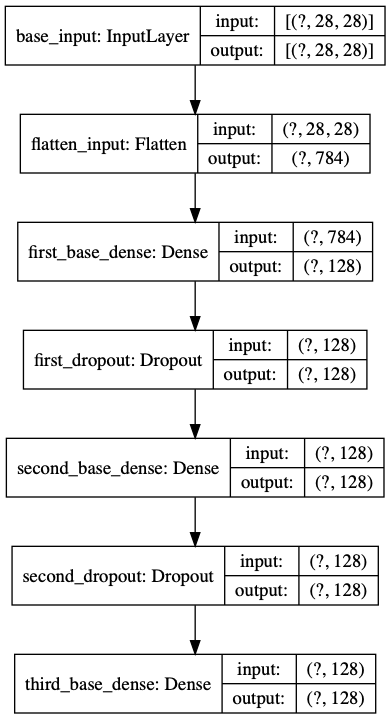 base_input: InputLayer
input: [(?, 28, 28)]
output: [(?, 28, 28)]
flatten_input: Flatten
input: (?, 28, 28)
output: (?, 784)
first_base_dense: Dense
input: (?, 784)
output: (?, 128)
first_dropout: Dropout
input: (?, 128)
output: (?, 128)
second_base_dense: Dense
input: (?, 128)
output: (?, 128)
second_dropout: Dropout
input: (?, 128)
output: (?, 128)
third_base_dense: Dense
input: (?, 128)
output: (?, 128)